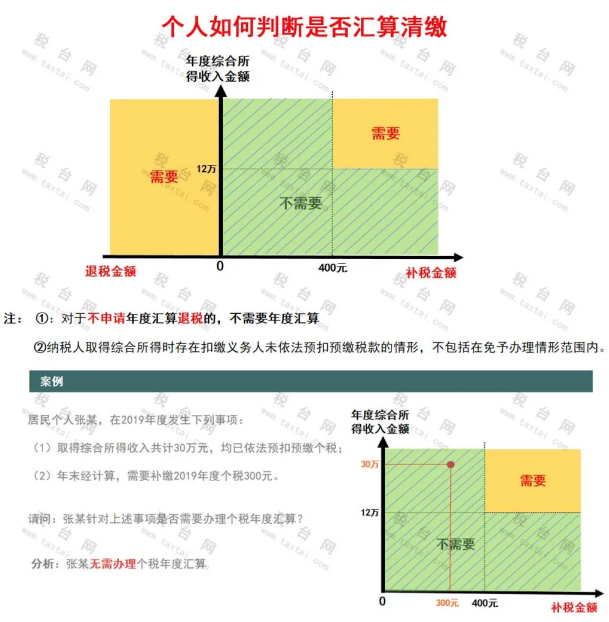 个人如何判断是否汇算清缴
年度综合所
得收入金额
需要
12万
需要
不需要
退税金额
0
400元
补税金额
注： ①：对于不申请年度汇算退税的，不需要年度汇算
②纳税人取得综合所得时存在扣缴义务人未依法预扣预缴税款的情形，不包括在免予办理情形范围内。
案例
居民个人张某，在2019年度发生下列事项：
（1）取得综合所得收入共计30万元，均已依法预扣预缴个税；
（2）年末经计算，需要补缴2019年度个税300元。
请问：张某针对上述事项是否需要办理个税年度汇算？
分析：张某无需办理个税年度汇算
年度综合所
得收入金额
30万
需要
12万
不需要
0
300元
400元
补税金额
税台网
www.taxtai.com